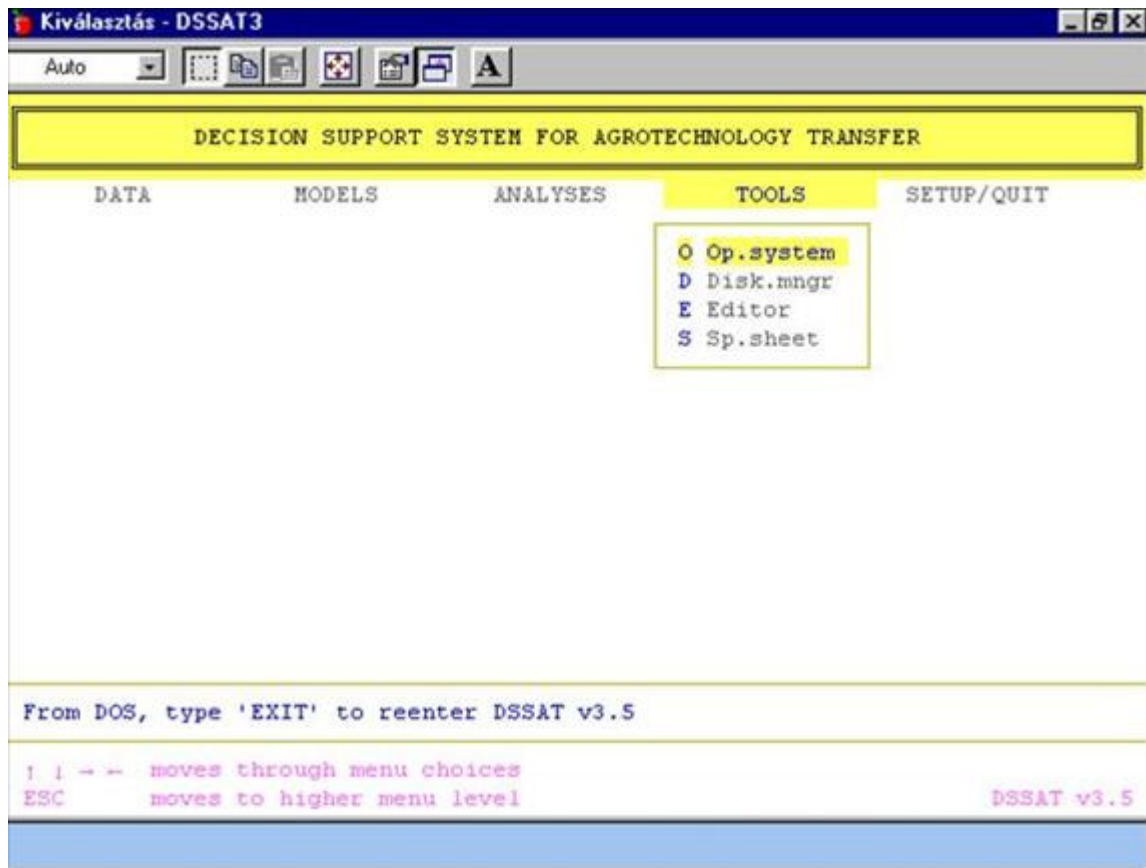 Kiválasztás - DSSAT3
Auto A
DECISION SUPPORT SYSTEM FOR AGROTECHNOLOGY TRANSFER
DATA MODELS ANALYSES TOOLS SETUP/QUIT
O Op.system
D Disk.mngr
E Editor
S Sp.sheet
From DOS, type 'EXIT' to reenter DSSAT v3.5
↑ ↓ → ← moves through menu choices
ESC moves to higher menu level DSSAT v3.5